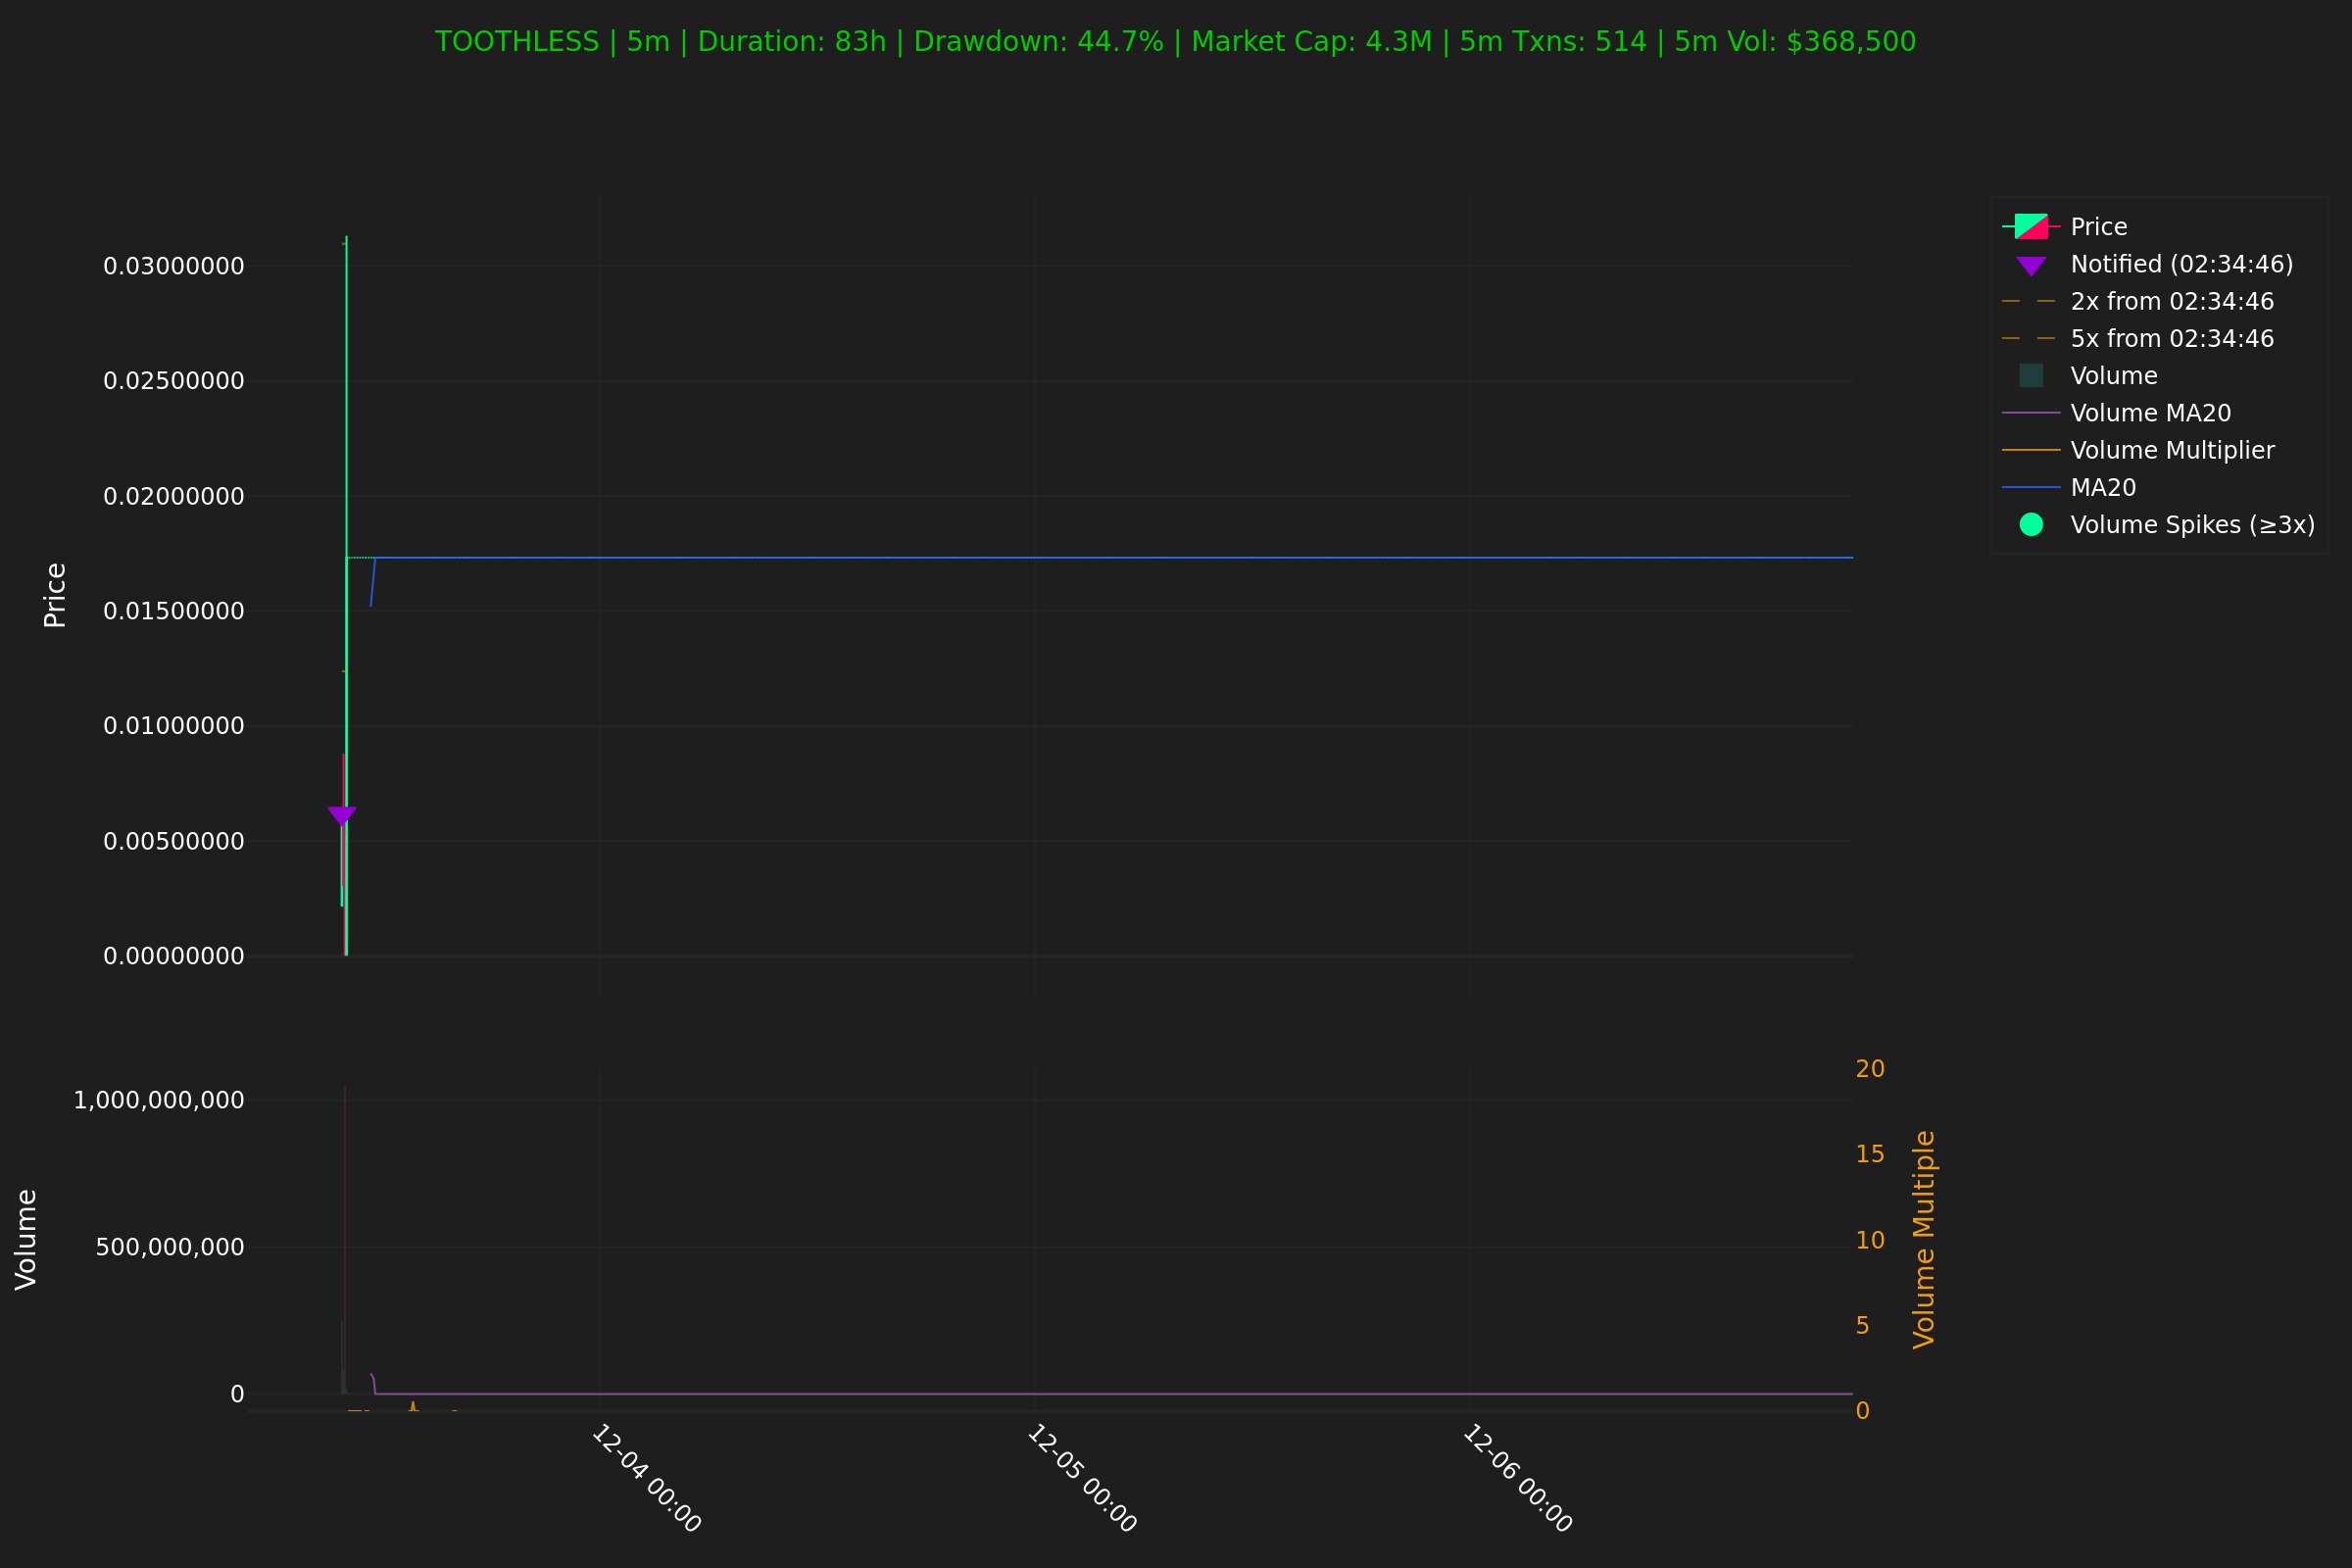 TOOTHLESS | 5m | Duration: 83h | Drawdown: 44.7% | Market Cap: 4.3M | 5m Txns: 514 | 5m Vol: $368,500
Price
0.03000000
0.02500000
0.02000000
0.01500000
0.01000000
0.00500000
0.00000000
Price
Notified (02:34:46)
2x from 02:34:46
5x from 02:34:46
Volume
Volume MA20
Volume Multiplier
MA20
Volume Spikes (≥3x)
Volume
1,000,000,000
500,000,000
0
20
15
10
5
0
Volume Multiple
12-04 00:00
12-05 00:00
12-06 00:00